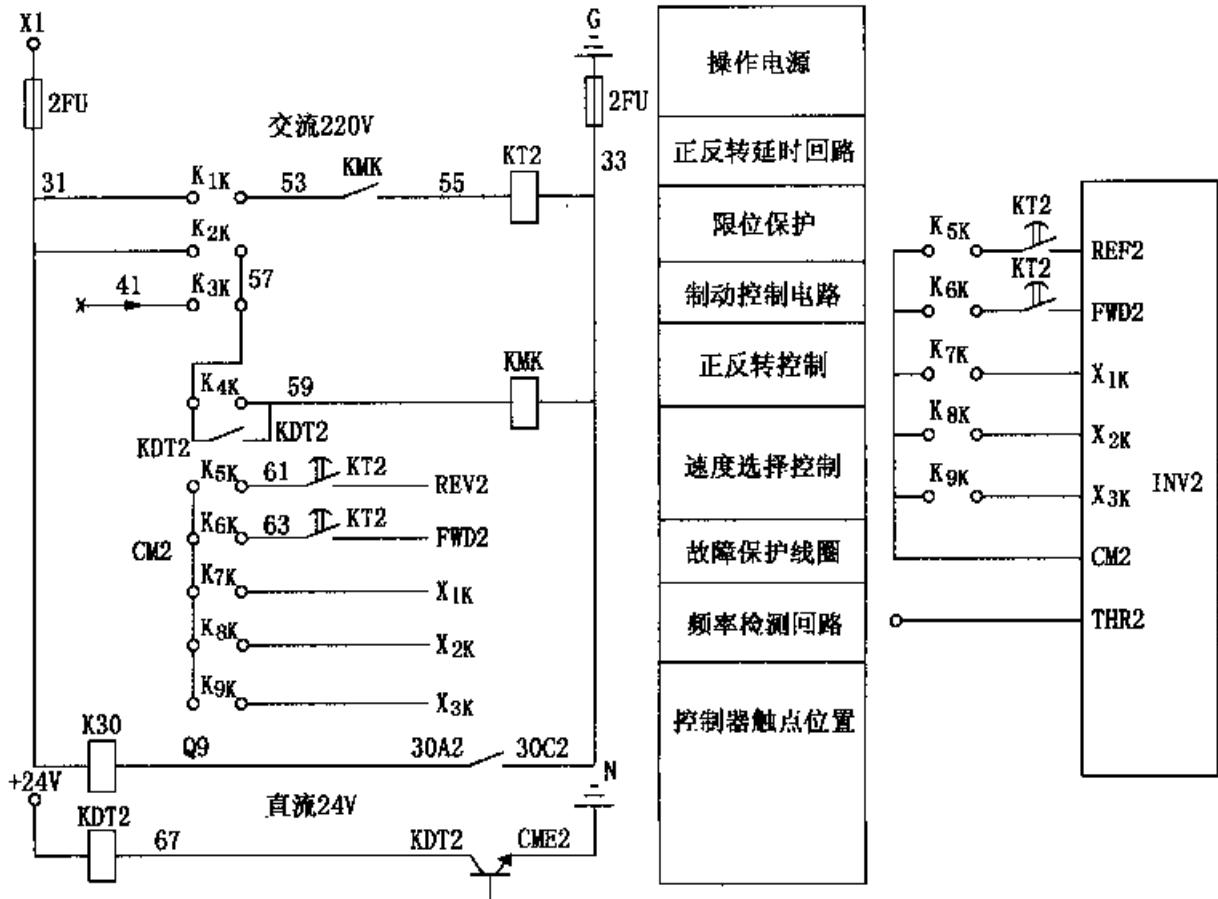 X1
G
2FU
2FU
交流220V
31
K1K
53
KMK
55
KT2
33
K2K
41
K3K
57
K4K
59
KMK
KDT2
KDT2
K5K
61
KT2
REV2
K6K
63
KT2
FWD2
CM2
K7K
X1K
K8K
X2K
K9K
X3K
K30
Q9
30A2
30C2
+24V
直流24V
N
KDT2
67
KDT2
CME2
操作电源
正反转延时回路
限位保护
制动控制电路
正反转控制
速度选择控制
故障保护线圈
频率检测回路
控制器触点位置
K5K
KT2
REF2
K6K
KT2
FWD2
K7K
X1K
K8K
X2K
K9K
X3K
INV2
CM2
THR2